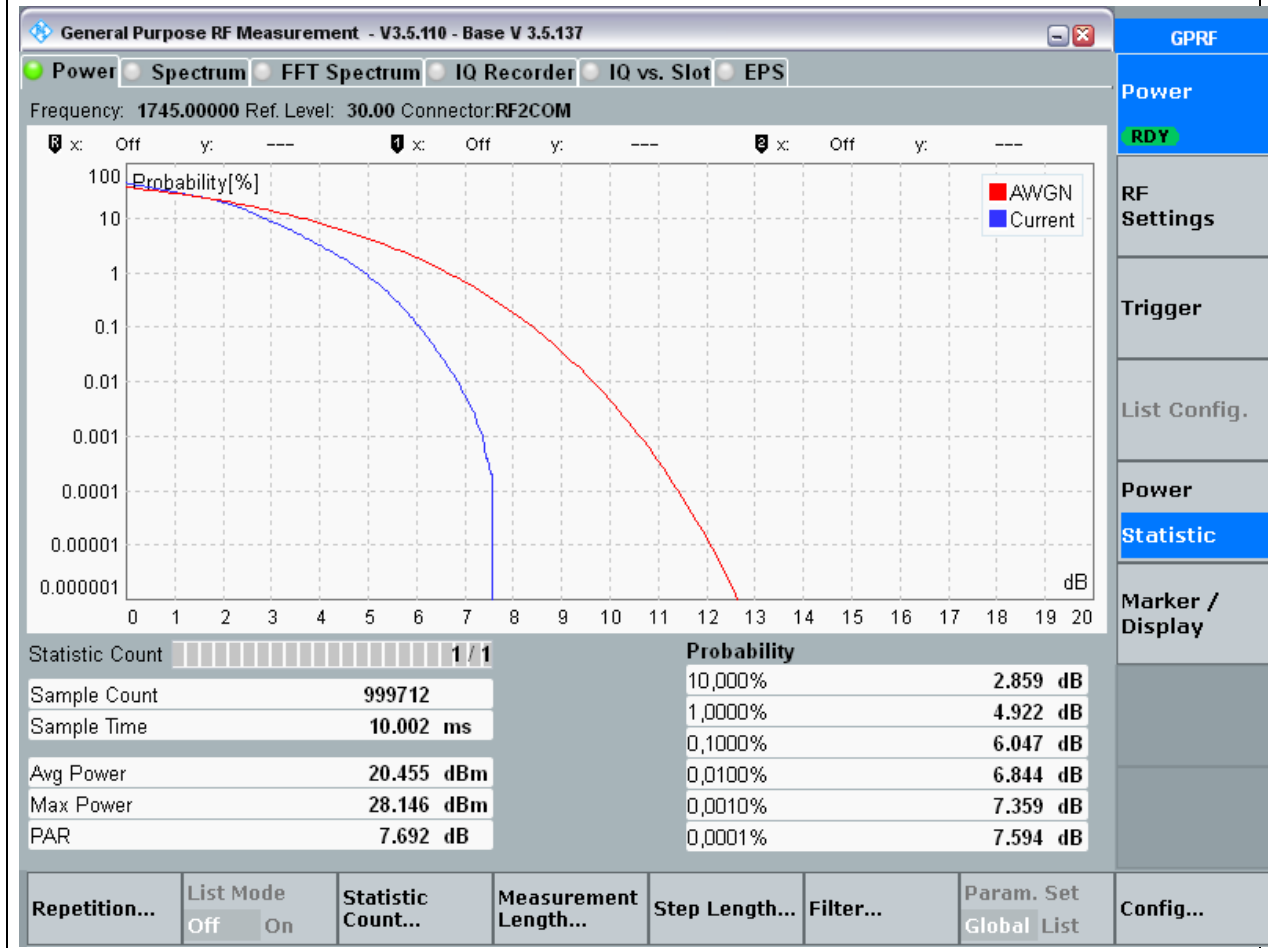 General Purpose RF Measurement - V3.5.110 - Base V 3.5.137
GPRF
Power Spectrum FFT Spectrum IQ Recorder IQ vs. Slot EPS
Power
RDY
Frequency: 1745.00000 Ref. Level: 30.00 Connector:RF2COM
R x: Off y: --- 1 x: Off y: --- 2 x: Off y: ---
Probability[%]
AWGN
Current
100
10
1
0.1
0.01
0.001
0.0001
0.00001
0.000001
dB
0 1 2 3 4 5 6 7 8 9 10 11 12 13 14 15 16 17 18 19 20
RF
Settings
Trigger
List Config.
Power
Statistic
Marker /
Display
Statistic Count 1 / 1
Sample Count 999712
Sample Time 10.002 ms
Avg Power 20.455 dBm
Max Power 28.146 dBm
PAR 7.692 dB
Probability
10,000% 2.859 dB
1,0000% 4.922 dB
0,1000% 6.047 dB
0,0100% 6.844 dB
0,0010% 7.359 dB
0,0001% 7.594 dB
Repetition...
List Mode
Off On
Statistic
Count...
Measurement
Length...
Step Length...
Filter...
Param. Set
Global List
Config...